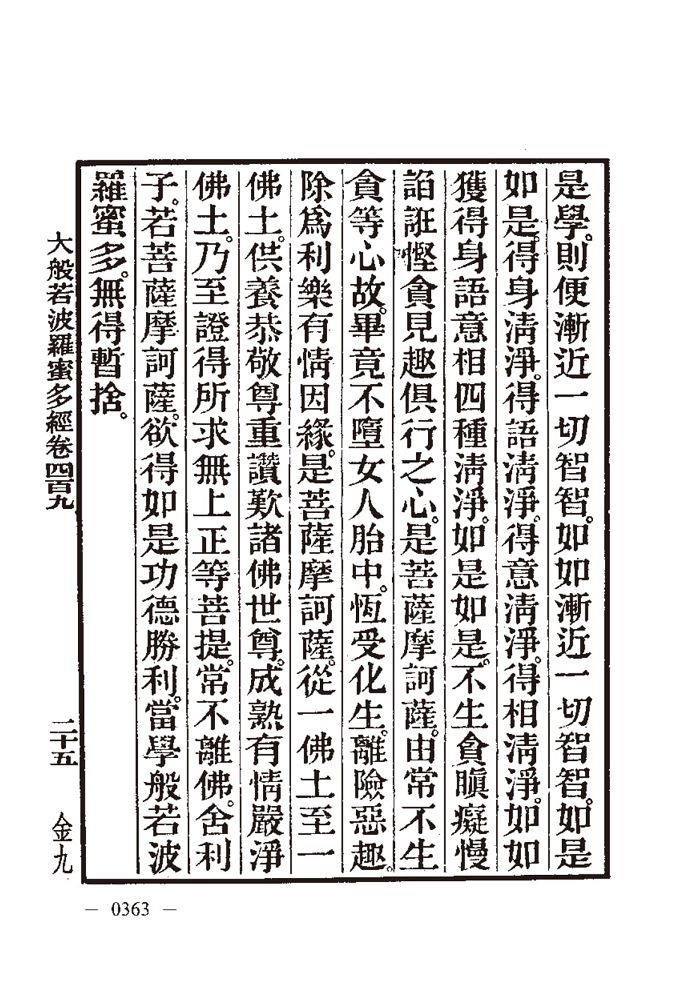 是學。則便漸近一切智智。如如漸近一切智智。如是
如是。得身淸淨。得語淸淨。得意淸淨。得相淸淨。如如
獲得身語意相四種淸淨。如是如是。不生貪瞋癡慢
諂誑慳貪見趣俱行之心。是菩薩摩訶薩。由常不生
貪等心故。畢竟不墮女人胎中。恆受化生。離險惡趣。
除爲利樂有情因緣。是菩薩摩訶薩。從一佛土至一
佛土。供養恭敬尊重讚歎諸佛世尊。成熟有情嚴淨
佛土。乃至證得所求無上正等菩提。常不離佛。舍利
子。若菩薩摩訶薩。欲得如是功德勝利。當學般若波
羅蜜多。無得暫捨。
大般若波羅蜜多經卷四百九 二十五 金九
— 0363 —